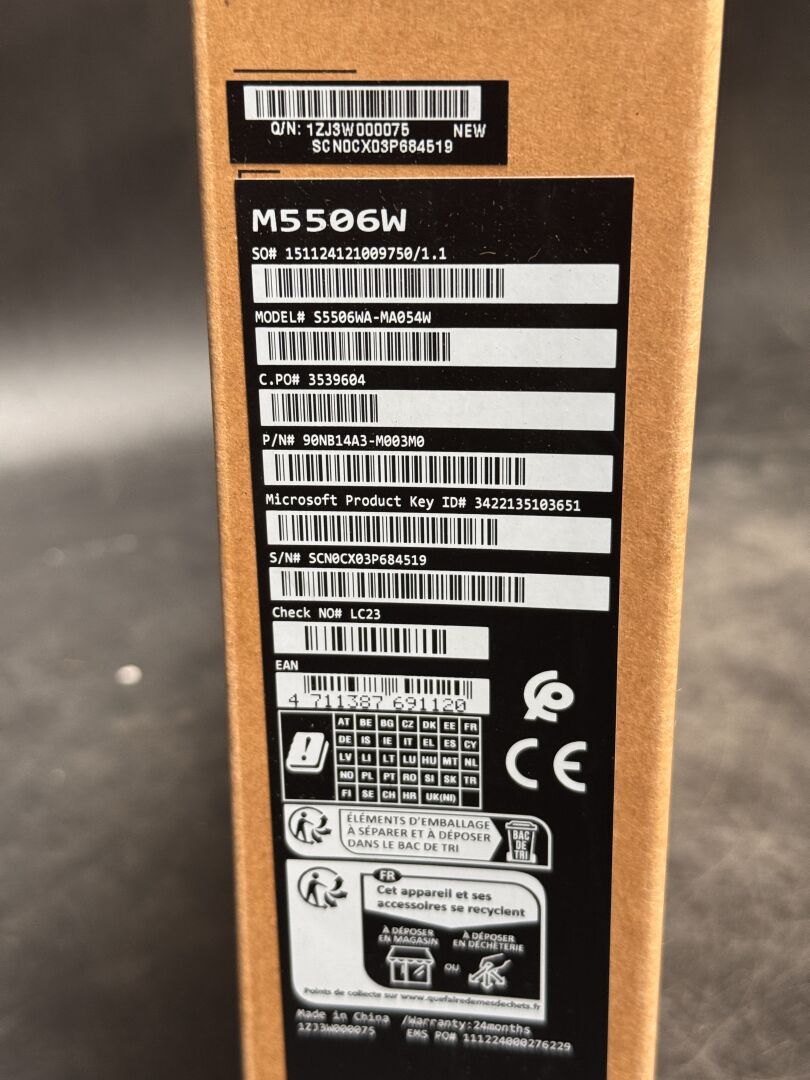 Q/N: 1ZJ3W000075 NEW
SCN0CX03P684519
M5506W
SO# 151124121009750/1.1
MODEL# S5506WA-MA054W
C.PO# 3539604
P/N# 90NB14A3-M003M0
Microsoft Product Key ID# 3422135103651
S/N# SCN0CX03P684519
Check NO# LC23
EAN
4 711387 691120
AT BE BG CZ DK EE FR
DE IS IE IT EL ES CY
LV LI LT LU HU MT NL
NO PL PT RO SI SK TR
FI SE CH HR UK(NI)
CE
ÉLÉMENTS D'EMBALLAGE
À SÉPARER ET À DÉPOSER
DANS LE BAC DE TRI
BAC
DE
TRI
FR
Cet appareil et ses
accessoires se recyclent
À DÉPOSER
EN MAGASIN
OU
À DÉPOSER
EN DÉCHÈTERIE
Points de collecte sur www.quefairedemesdechets.fr
Made in China /Warranty:24months
1ZJ3W000075 EMS PO# 111224000276229